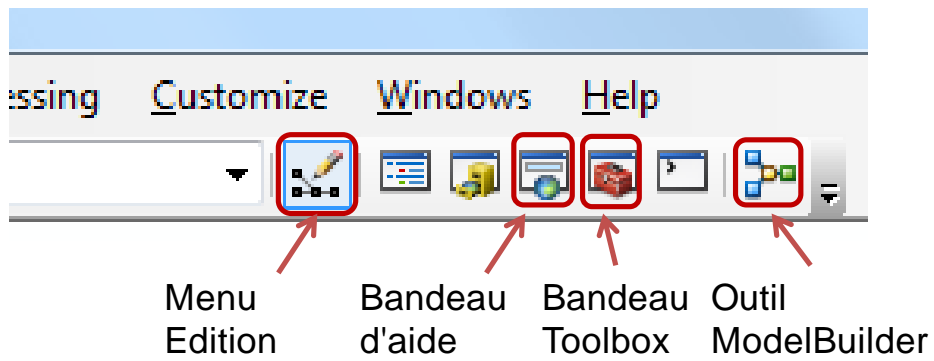 essing Customize Windows Help
Menu Edition
Bandeau d'aide
Bandeau Toolbox
Outil ModelBuilder